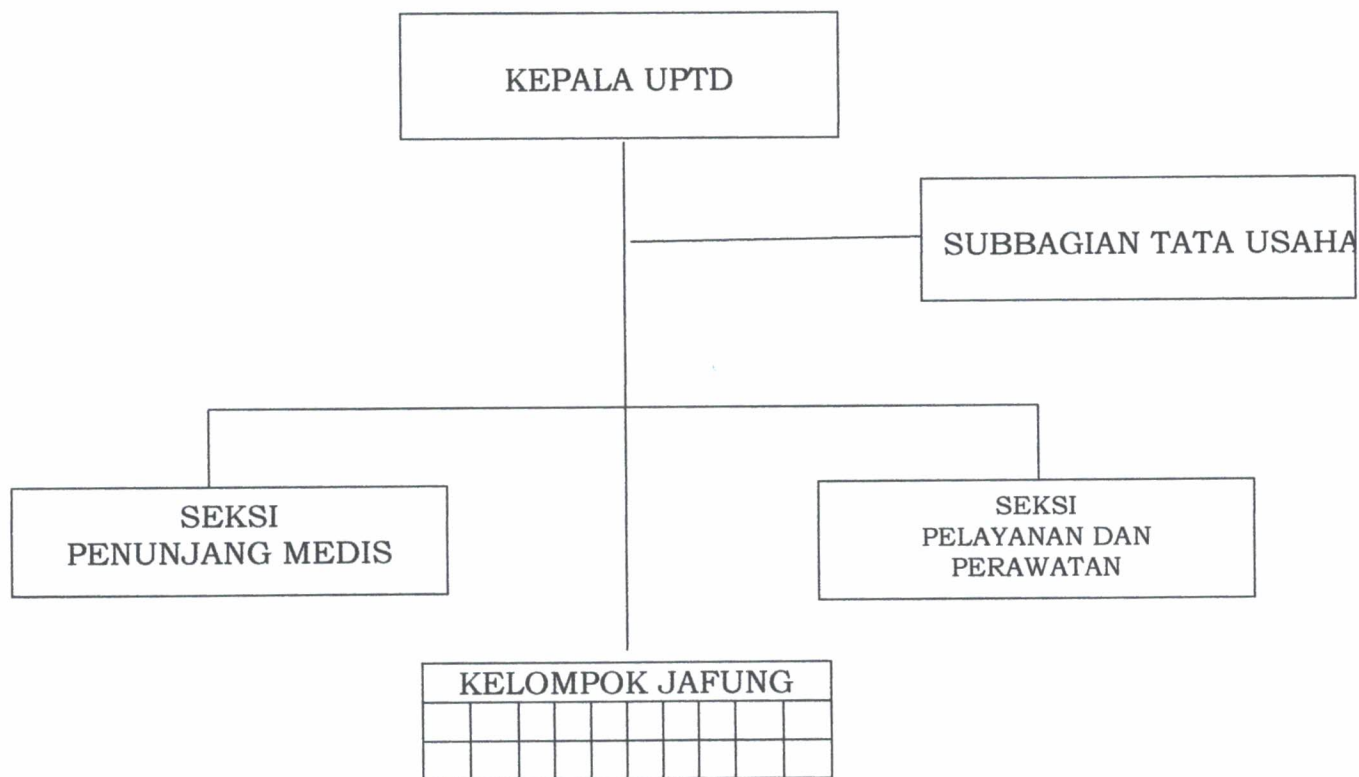 KEPALA UPTD
SUBBAGIAN TATA USAHA
SEKSI
PENUNJANG MEDIS
SEKSI
PELAYANAN DAN
PERAWATAN
KELOMPOK JAFUNG